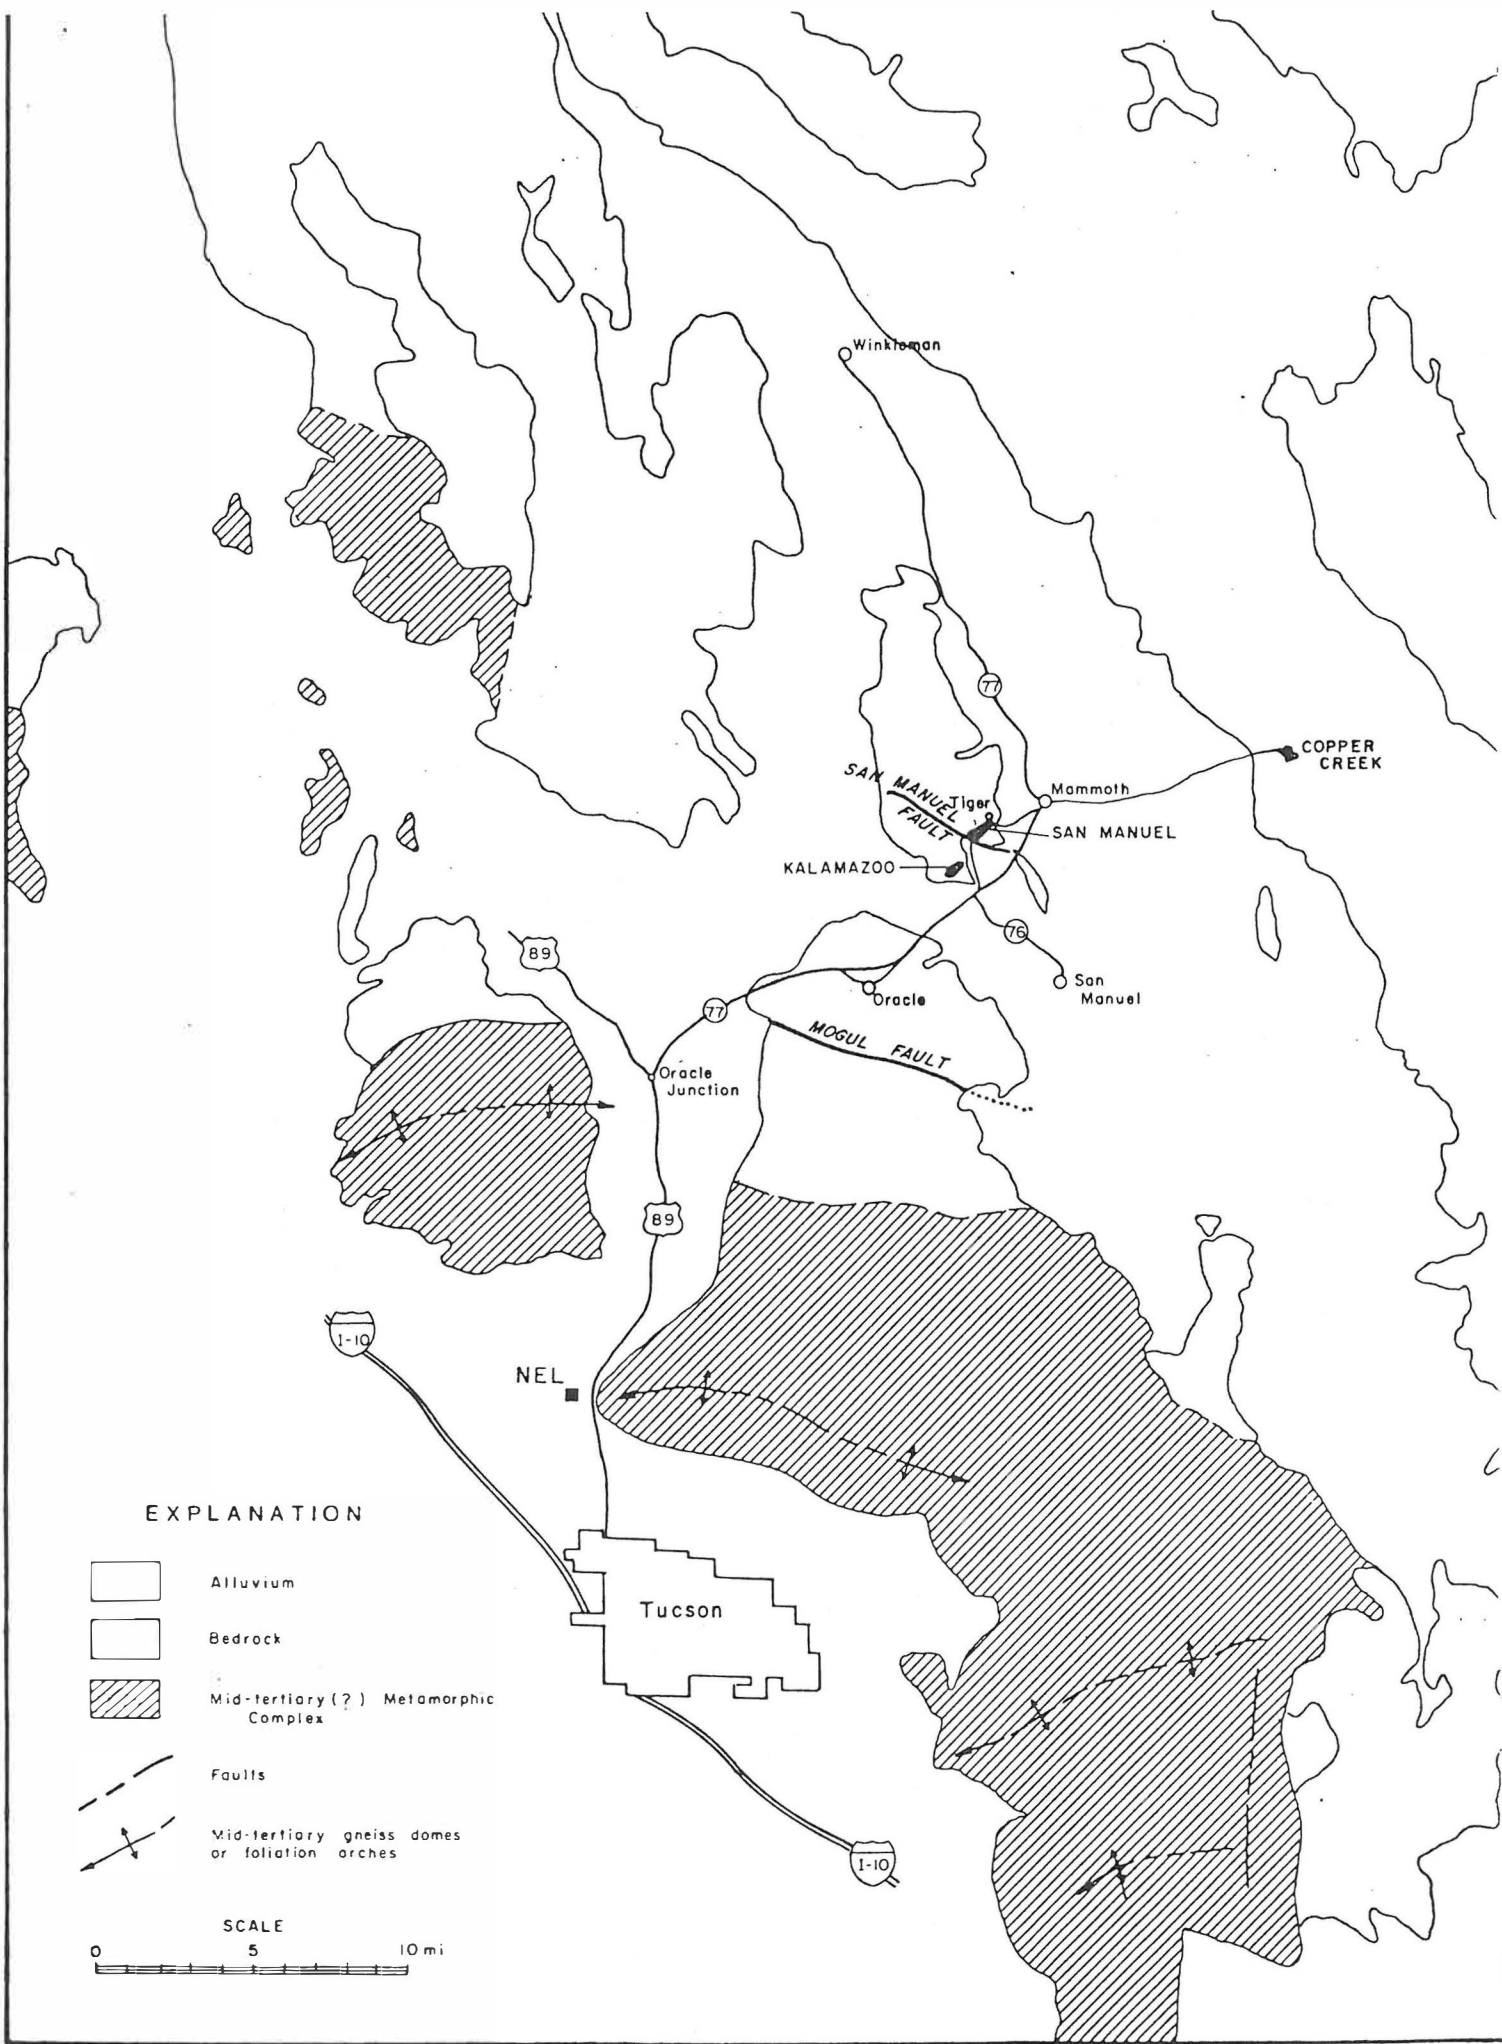 Winkleman
77
COPPER
CREEK
SAN MANUEL
FAULT
Tiger
Mammoth
SAN MANUEL
KALAMAZOO
76
89
San
Manuel
Oracle
77
MOGUL FAULT
Oracle
Junction
89
I-10
NEL
EXPLANATION
Alluvium
Bedrock
Mid-tertiary(?) Metamorphic
Complex
Faults
Mid-tertiary gneiss domes
or foliation arches
Tucson
I-10
SCALE
0 5 10 mi